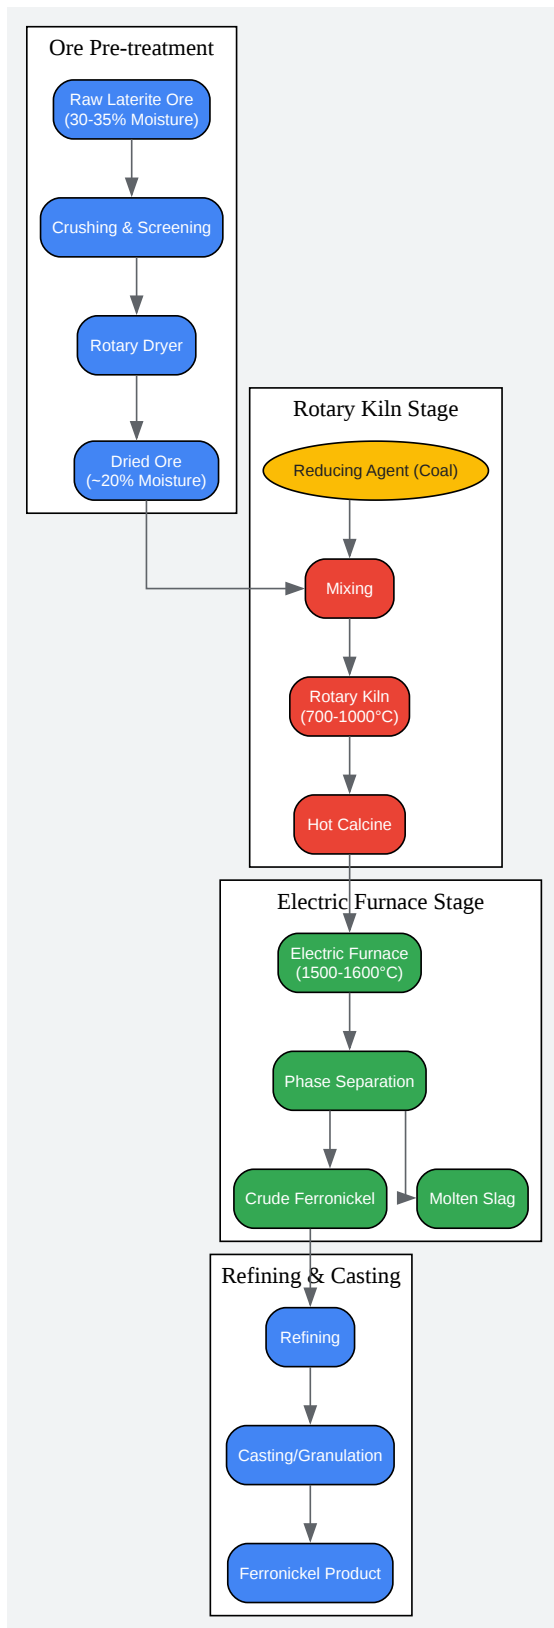 Ore Pre-treatment
Raw Laterite Ore
(30-35% Moisture)
Crushing & Screening
Rotary Dryer
Dried Ore
(~20% Moisture)
Rotary Kiln Stage
Reducing Agent (Coal)
Mixing
Rotary Kiln
(700-1000°C)
Hot Calcine
Electric Furnace Stage
Electric Furnace
(1500-1600°C)
Phase Separation
Crude Ferronickel
Molten Slag
Refining & Casting
Refining
Casting/Granulation
Ferronickel Product